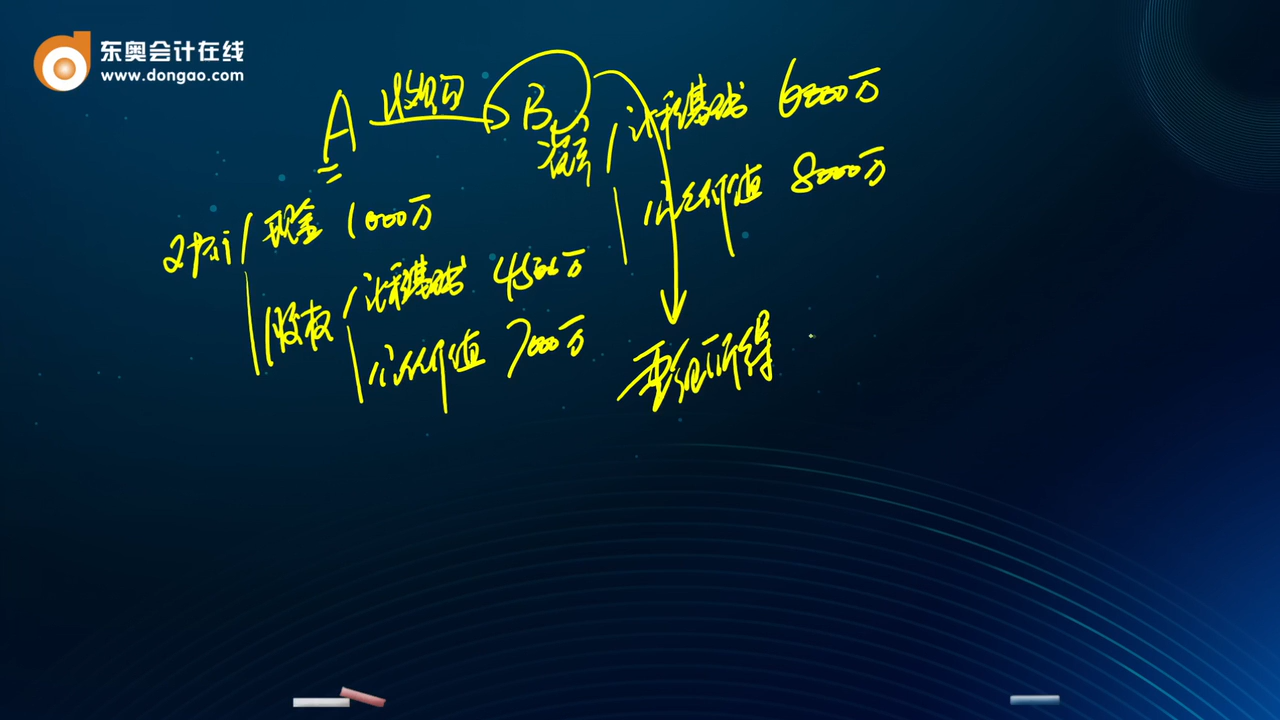 东奥会计在线
www.dongao.com
A 收购 B
资产 计税基础 6000万
公允价值 8000万
对价 现金 1000万
股权 计税基础 4500万
公允价值 7000万
重组所得